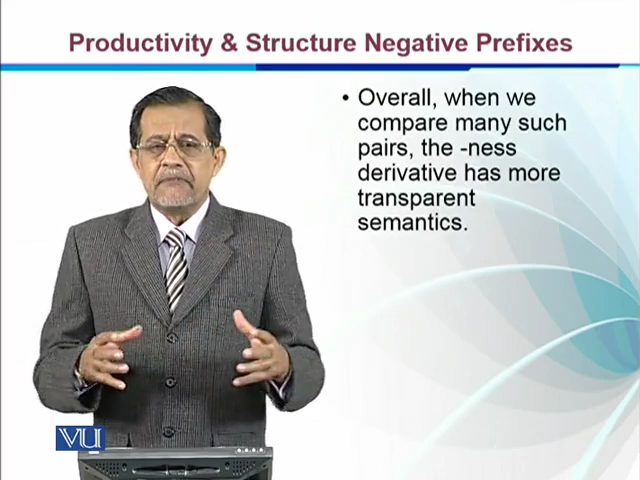 Productivity & Structure Negative Prefixes
• Overall, when we
compare many such
pairs, the -ness
derivative has more
transparent
semantics.
VU